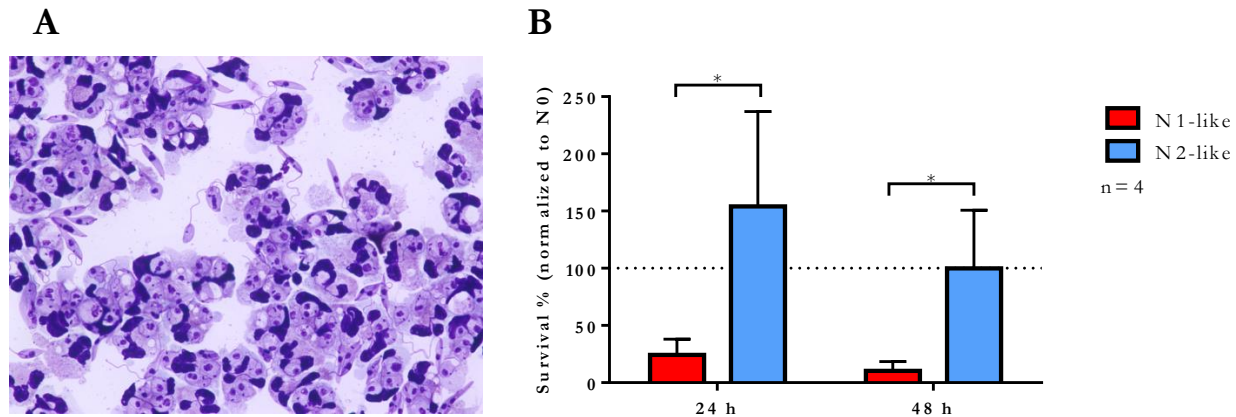 A
B
Survival % (normalized to N0)
250
200
150
100
50
0
*
*
24 h
48 h
N1-like
N2-like
n = 4